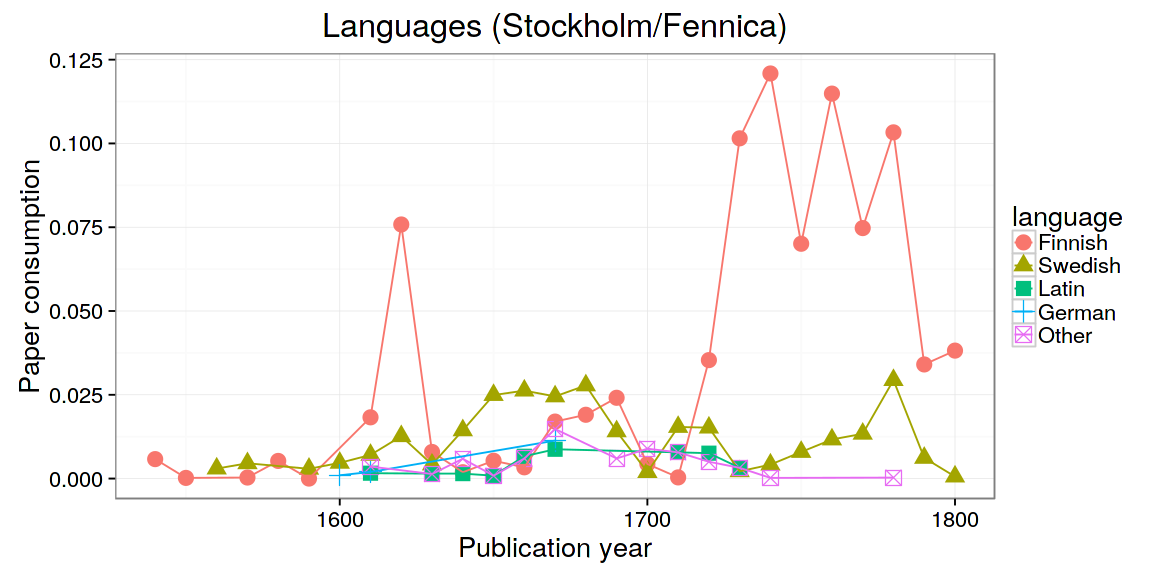 Languages (Stockholm/Fennica)
0.125
0.100
0.075
0.050
0.025
0.000
Paper consumption
1600
1700
1800
Publication year
language
Finnish
Swedish
Latin
German
Other